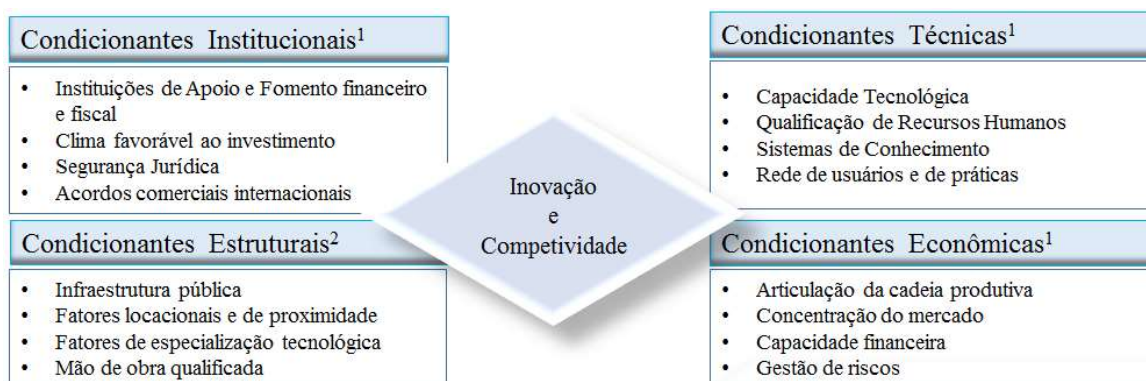 Condicionantes Institucionais¹
• Instituições de Apoio e Fomento financeiro
e fiscal
• Clima favorável ao investimento
• Segurança Jurídica
• Acordos comerciais internacionais
Condicionantes Técnicas¹
• Capacidade Tecnológica
• Qualificação de Recursos Humanos
• Sistemas de Conhecimento
• Rede de usuários e de práticas
Inovação
e
Competividade
Condicionantes Estruturais²
• Infraestrutura pública
• Fatores locacionais e de proximidade
• Fatores de especialização tecnológica
• Mão de obra qualificada
Condicionantes Econômicas¹
• Articulação da cadeia produtiva
• Concentração do mercado
• Capacidade financeira
• Gestão de riscos